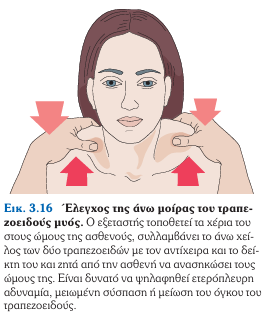 Εικ. 3.16 Έλεγχος της άνω μοίρας του τραπε-
ζοειδούς μυός. Ο εξεταστής τοποθετεί τα χέρια του
στους ώμους της ασθενούς, συλλαμβάνει το άνω χεί-
λος των δύο τραπεζοειδών με τον αντίχειρα και το δεί-
κτη του και ζητά από την ασθενή να ανασηκώσει τους
ώμους της. Είναι δυνατό να ψηλαφηθεί ετερόπλευρη
αδυναμία, μειωμένη σύσπαση ή μείωση του όγκου του
τραπεζοειδούς.